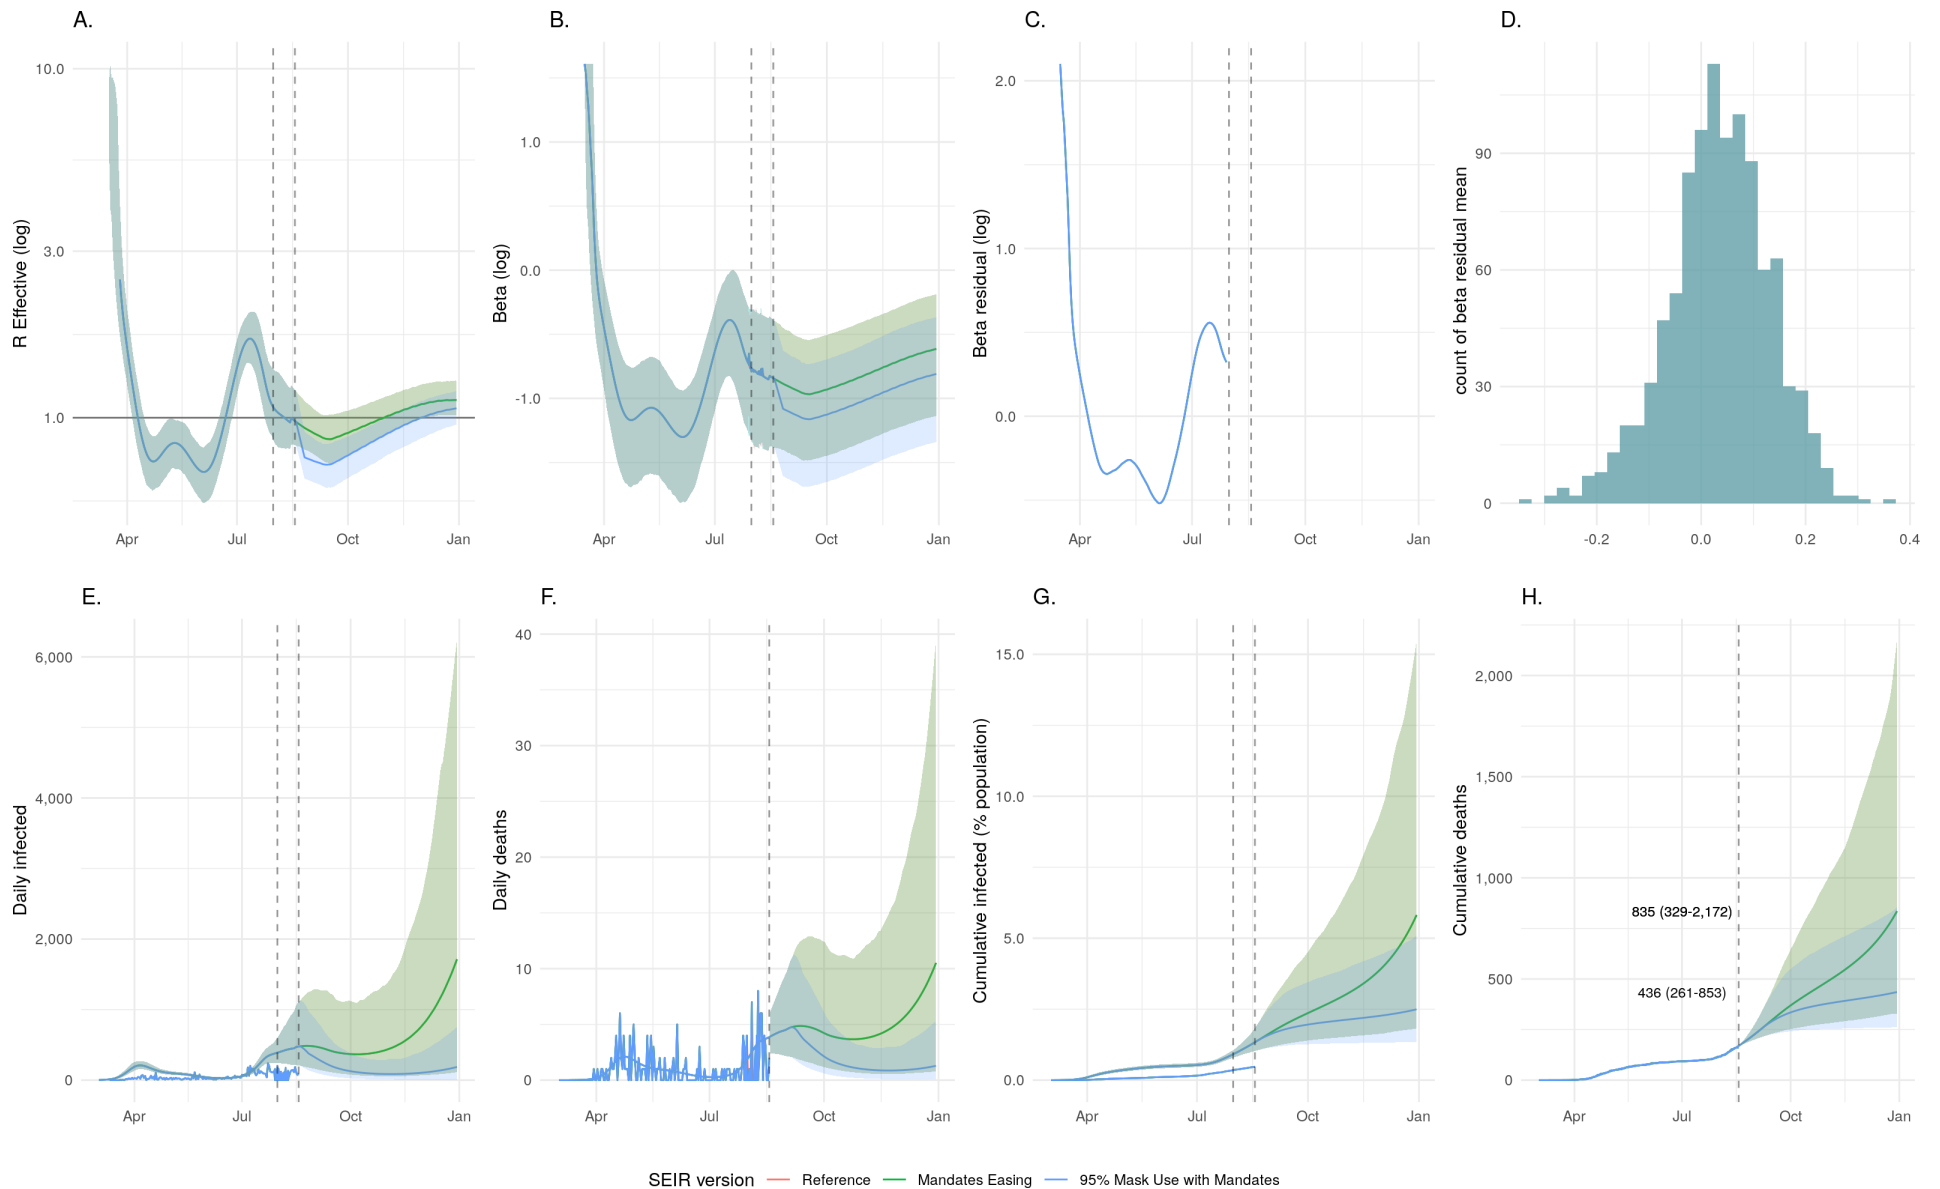 A.
B.
C.
D.
R Effective (log)
10.0
3.0
1.0
Apr
Jul
Oct
Jan
Beta (log)
1.0
0.0
-1.0
Apr
Jul
Oct
Jan
Beta residual (log)
2.0
1.0
0.0
Apr
Jul
Oct
Jan
count of beta residual mean
90
60
30
0
-0.2
0.0
0.2
0.4
E.
F.
G.
H.
Daily infected
6,000
4,000
2,000
0
Apr
Jul
Oct
Jan
Daily deaths
40
30
20
10
0
Apr
Jul
Oct
Jan
Cumulative infected (% population)
15.0
10.0
5.0
0.0
Apr
Jul
Oct
Jan
Cumulative deaths
2,000
1,500
1,000
500
0
835 (329-2,172)
436 (261-853)
Apr
Jul
Oct
Jan
SEIR version
Reference
Mandates Easing
95% Mask Use with Mandates